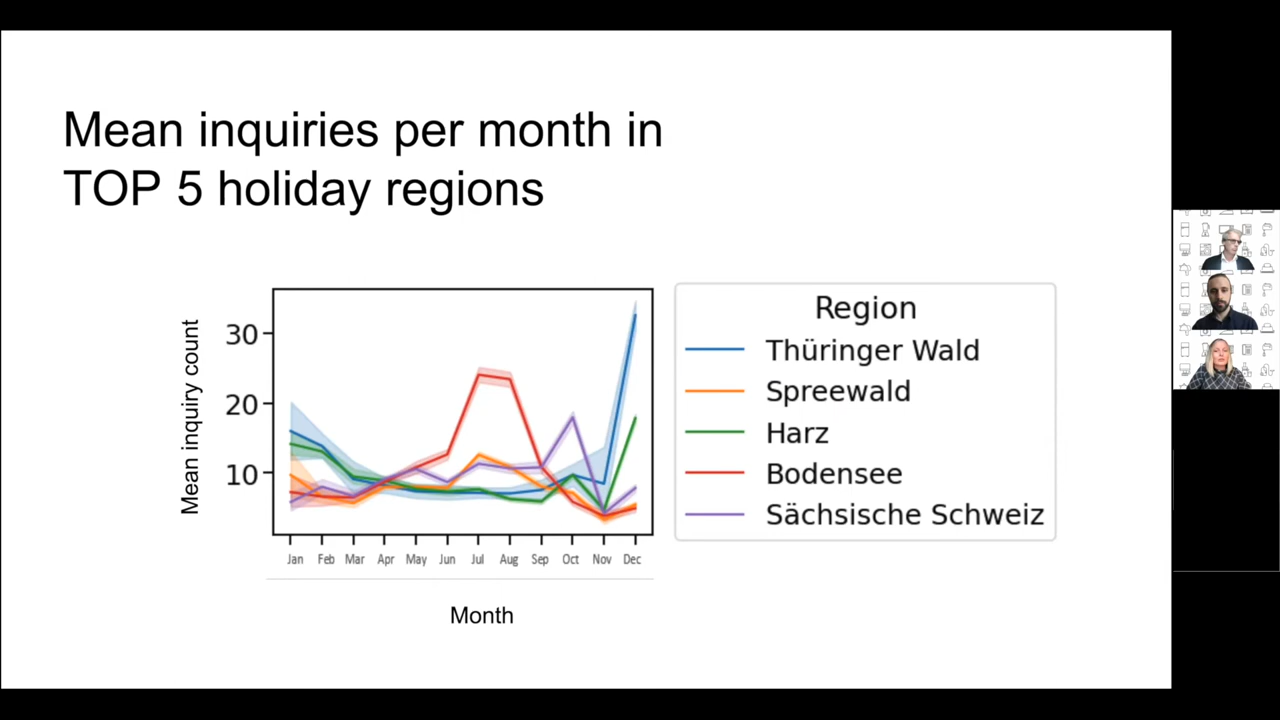 Mean inquiries per month in
TOP 5 holiday regions
Mean inquiry count
30
20
10
Jan Feb Mar Apr May Jun Jul Aug Sep Oct Nov Dec
Month
Region
Thüringer Wald
Spreewald
Harz
Bodensee
Sächsische Schweiz